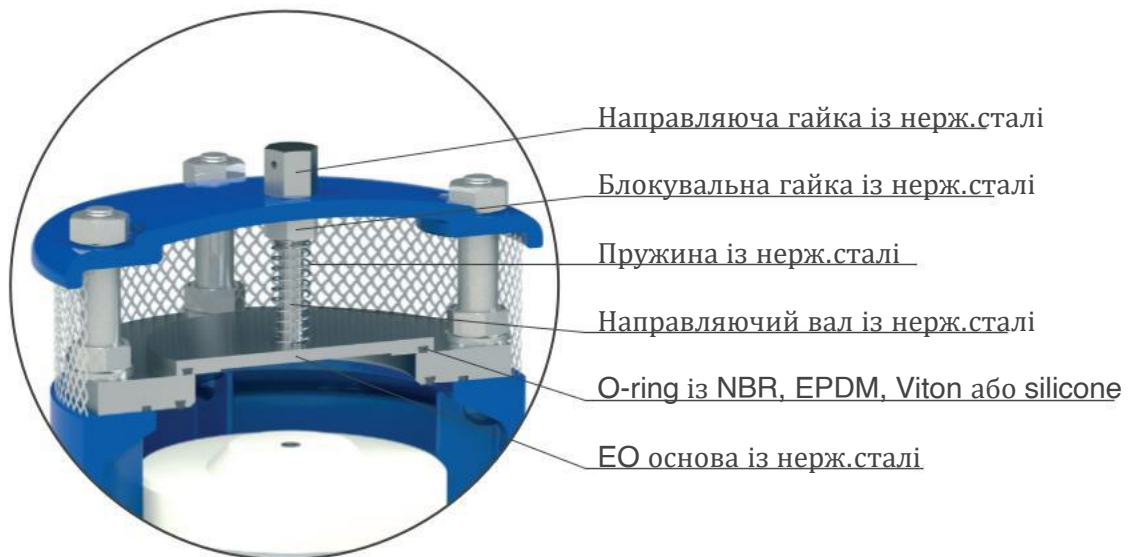 Направляюча гайка із нерж.сталі
Блокувальна гайка із нерж.сталі
Пружина із нерж.сталі
Направляючий вал із нерж.сталі
O-ring із NBR, EPDM, Viton або silicone
EO основа із нерж.сталі